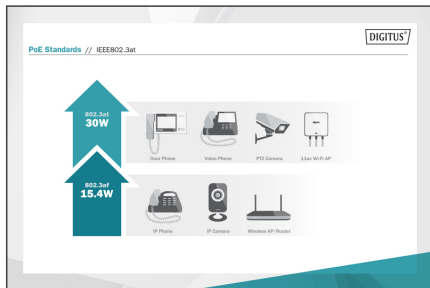 DIGITUS®
PoE Standards // IEEE802.3at
802.3at
30W
Door Phone Video Phone PTZ Camera 11ac Wi-Fi AP
802.3af
15.4W
IP Phone IP Camera Wireless AP/Router